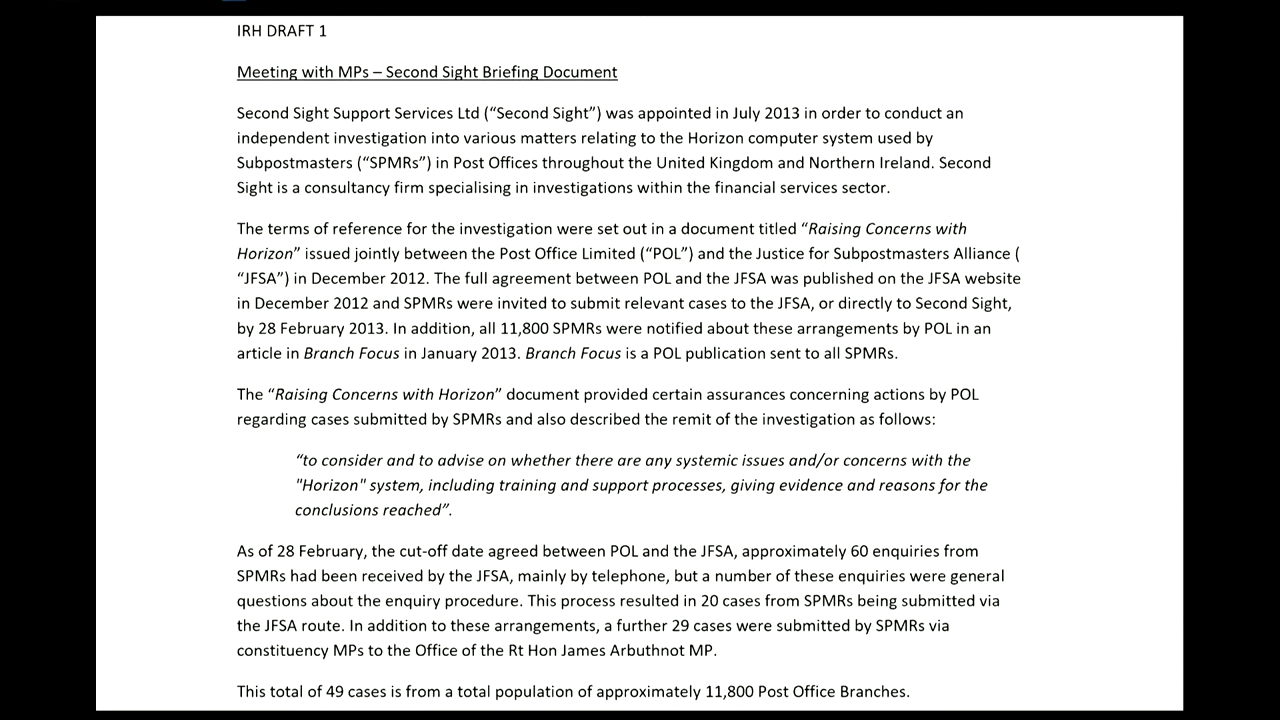 IRH DRAFT 1
Meeting with MPs – Second Sight Briefing Document
Second Sight Support Services Ltd (“Second Sight”) was appointed in July 2013 in order to conduct an
independent investigation into various matters relating to the Horizon computer system used by
Subpostmasters (“SPMRs”) in Post Offices throughout the United Kingdom and Northern Ireland. Second
Sight is a consultancy firm specialising in investigations within the financial services sector.
The terms of reference for the investigation were set out in a document titled “Raising Concerns with
Horizon” issued jointly between the Post Office Limited (“POL”) and the Justice for Subpostmasters Alliance (
“JFSA”) in December 2012. The full agreement between POL and the JFSA was published on the JFSA website
in December 2012 and SPMRs were invited to submit relevant cases to the JFSA, or directly to Second Sight,
by 28 February 2013. In addition, all 11,800 SPMRs were notified about these arrangements by POL in an
article in Branch Focus in January 2013. Branch Focus is a POL publication sent to all SPMRs.
The “Raising Concerns with Horizon” document provided certain assurances concerning actions by POL
regarding cases submitted by SPMRs and also described the remit of the investigation as follows:
“to consider and to advise on whether there are any systemic issues and/or concerns with the
"Horizon" system, including training and support processes, giving evidence and reasons for the
conclusions reached”.
As of 28 February, the cut-off date agreed between POL and the JFSA, approximately 60 enquiries from
SPMRs had been received by the JFSA, mainly by telephone, but a number of these enquiries were general
questions about the enquiry procedure. This process resulted in 20 cases from SPMRs being submitted via
the JFSA route. In addition to these arrangements, a further 29 cases were submitted by SPMRs via
constituency MPs to the Office of the Rt Hon James Arbuthnot MP.
This total of 49 cases is from a total population of approximately 11,800 Post Office Branches.